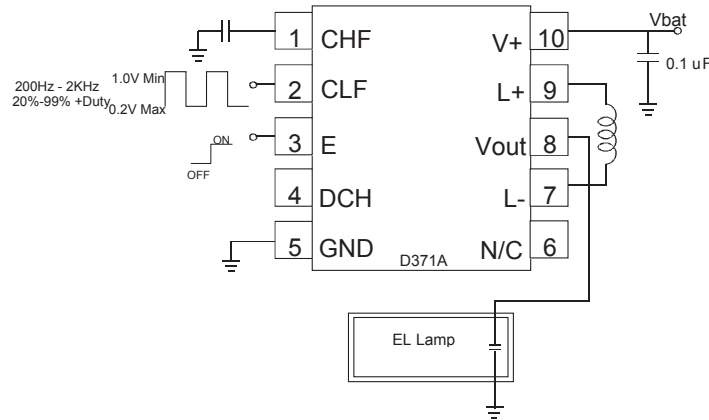 1 CHF
V+ 10
Vbat
200Hz - 2KHz
20%-99% +Duty
1.0V Min
0.2V Max
2 CLF
L+ 9
0.1 uF
ON
OFF
3 E
Vout 8
4 DCH
L- 7
5 GND
N/C 6
D371A
EL Lamp